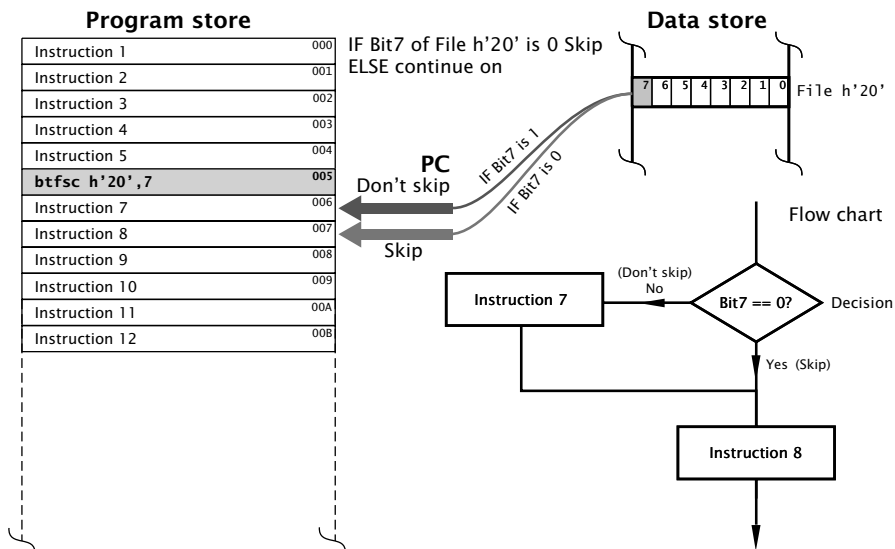 Program store
Instruction 1 000
Instruction 2 001
Instruction 3 002
Instruction 4 003
Instruction 5 004
btfsc h'20',7 005
Instruction 7 006
Instruction 8 007
Instruction 9 008
Instruction 10 009
Instruction 11 00A
Instruction 12 00B
IF Bit7 of File h’20’ is 0 Skip
ELSE continue on
PC
Don't skip
Skip
IF Bit7 is 1
IF Bit7 is 0
Data store
7 6 5 4 3 2 1 0
File h'20'
Flow chart
(Don't skip)
No
Instruction 7
Bit7 == 0?
Decision
Yes (Skip)
Instruction 8